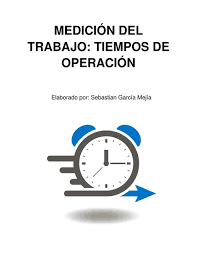 MEDICIÓN DEL
TRABAJO: TIEMPOS DE
OPERACIÓN
Elaborado por: Sebastian García Mejía